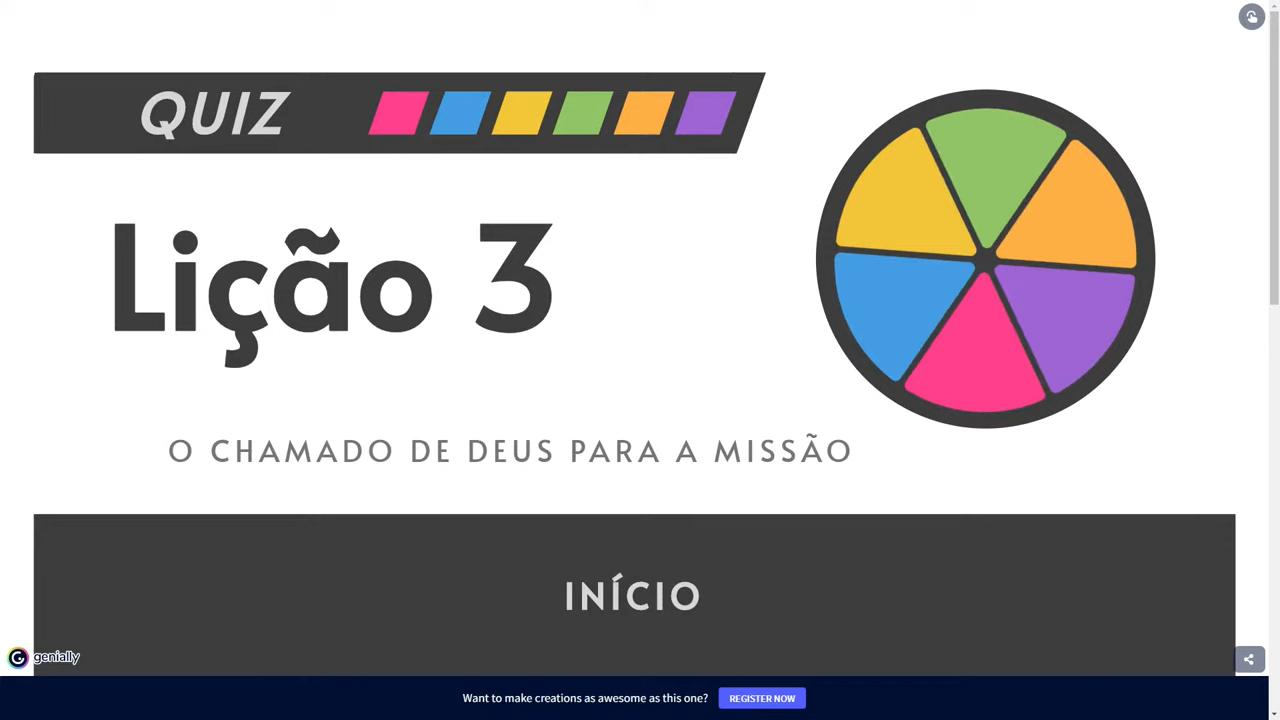 QUIZ
Lição 3
O CHAMADO DE DEUS PARA A MISSÃO
INÍCIO
genially
Want to make creations as awesome as this one?
REGISTER NOW